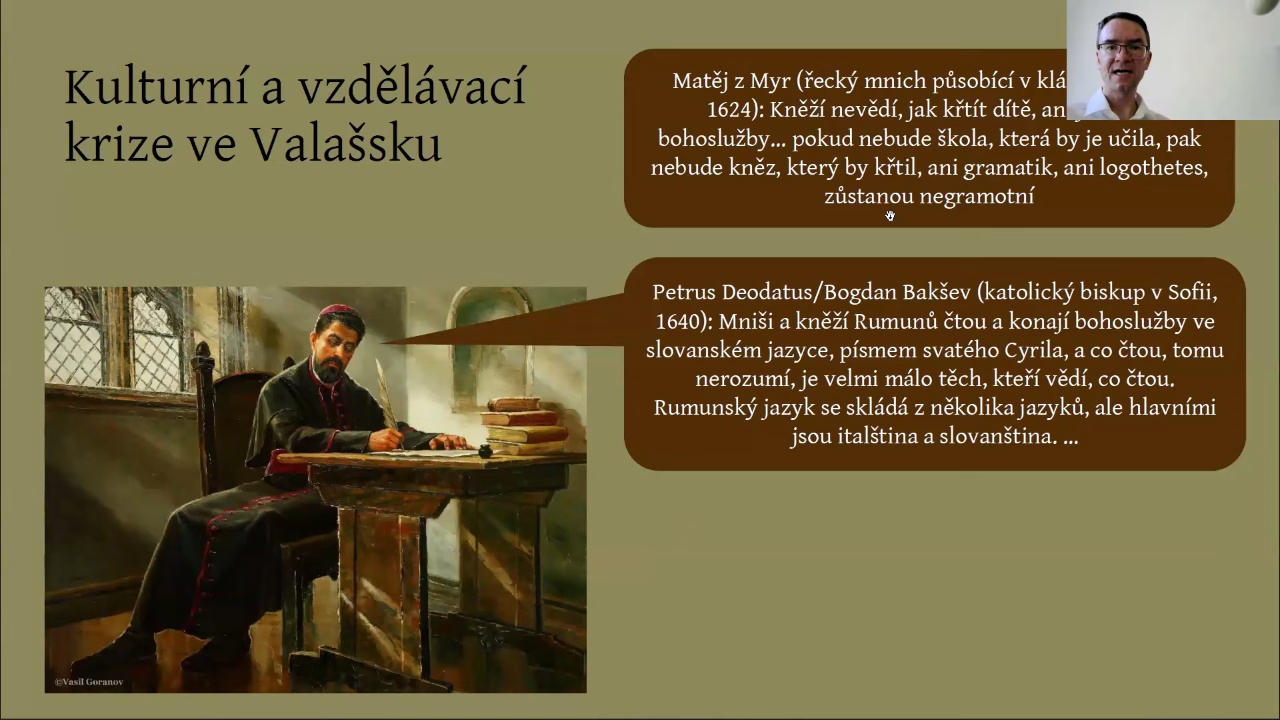 Kulturní a vzdělávací
krize ve Valašsku
Matěj z Myr (řecký mnich působící v
1624): Kněží nevědí, jak křtít dítě,
bohoslužby... pokud nebude škola, která by je učila, pak
nebude kněz, který by křtil, ani gramatik, ani logothetes,
zůstanou negramotní
Petrus Deodatus/Bogdan Bakšev (katolický biskup v Sofii,
1640): Mniši a kněží Rumunů čtou a konají bohoslužby ve
slovanském jazyce, písmem svatého Cyrila, a co čtou, tomu
nerozumí, je velmi málo těch, kteří vědí, co čtou.
Rumunský jazyk se skládá z několika jazyků, ale hlavními
jsou italština a slovanština. ...
©Vasil Goranov